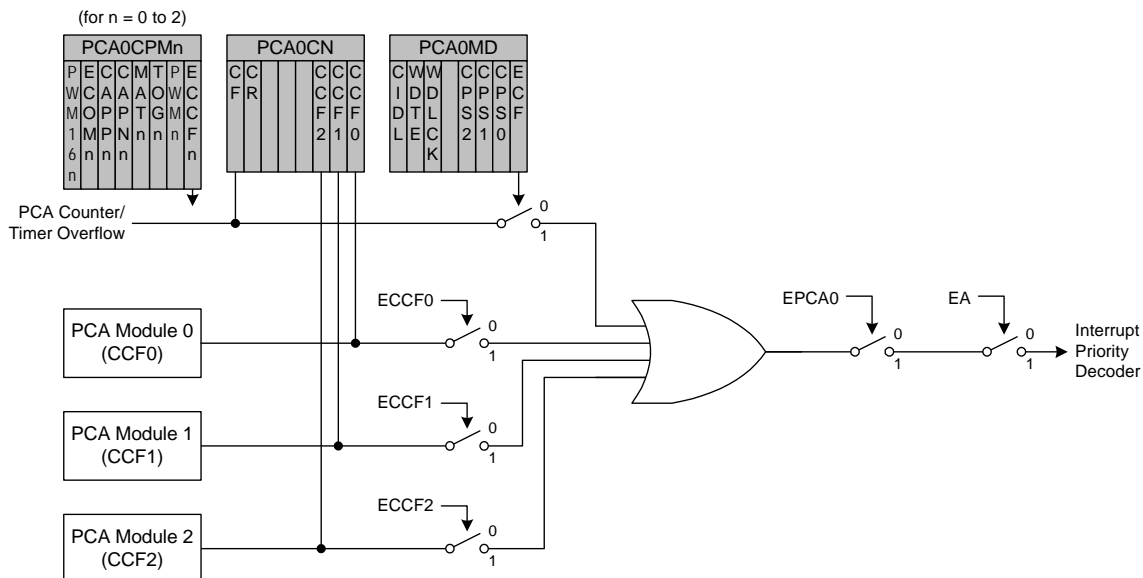 (for n = 0 to 2)
PCA0CPMn
PWM16n
ECOMn
CAPPn
CAPNn
MATn
TOGn
PWMn
ECCFn
PCA0CN
CF
CR
CCF2
CCF1
CCF0
PCA0MD
CIDL
WDTE
WDLCK
CPS2
CPS1
CPS0
ECF
PCA Counter/
Timer Overflow
0
1
PCA Module 0
(CCF0)
ECCF0
0
1
PCA Module 1
(CCF1)
ECCF1
0
1
PCA Module 2
(CCF2)
ECCF2
0
1
EPCA0
0
1
EA
0
1
Interrupt
Priority
Decoder